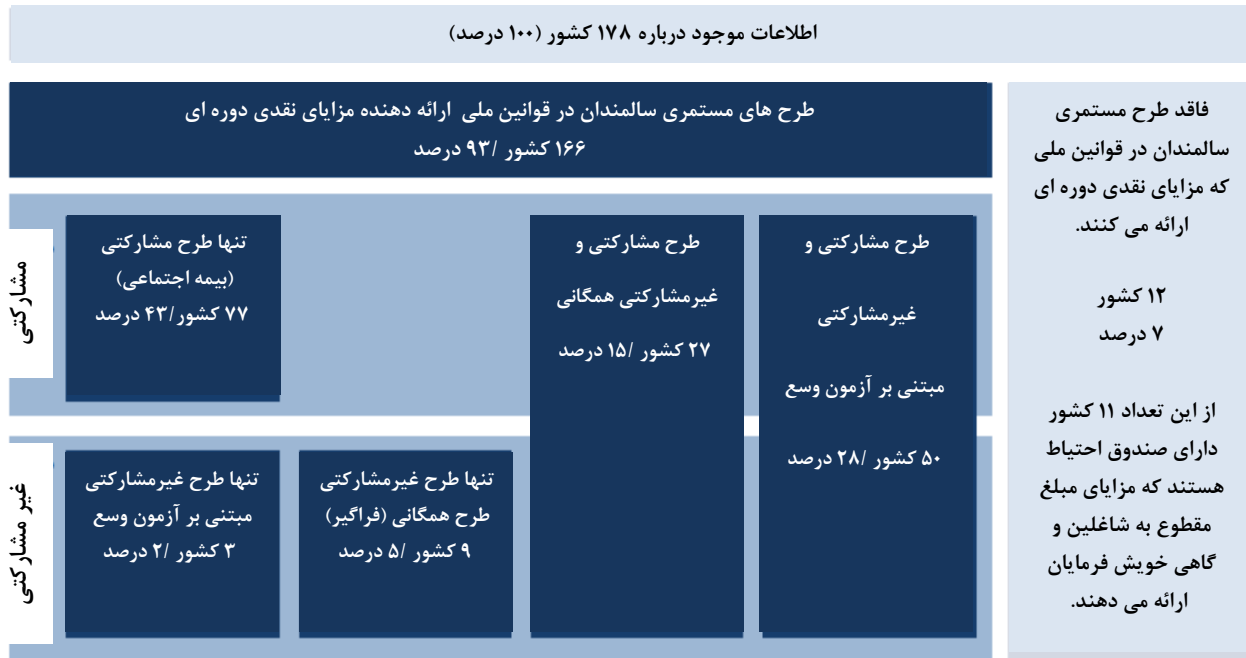 اطلاعات موجود درباره ۱۷۸ کشور (۱۰۰ درصد)
فاقد طرح مستمری
سالمندان در قوانین ملی
که مزایای نقدی دوره ای
ارائه می کنند.
۱۲ کشور
۷ درصد
از این تعداد ۱۱ کشور
دارای صندوق احتیاط
هستند که مزایای مبلغ
مقطوع به شاغلین و
گاهی خویش فرمایان
ارائه می دهند.
طرح های مستمری سالمندان در قوانین ملی ارائه دهنده مزایای نقدی دوره ای
۱۶۶ کشور /۹۳ درصد
طرح مشارکتی و
غیرمشارکتی
مبتنی بر آزمون وسع
۵۰ کشور /۲۸ درصد
طرح مشارکتی و
غیرمشارکتی همگانی
۲۷ کشور /۱۵ درصد
تنها طرح مشارکتی
(بیمه اجتماعی)
۷۷ کشور/۴۳ درصد
مشارکتی
تنها طرح غیرمشارکتی
طرح همگانی (فراگیر)
۹ کشور /۵ درصد
تنها طرح غیرمشارکتی
مبتنی بر آزمون وسع
۳ کشور /۲ درصد
غیر مشارکتی